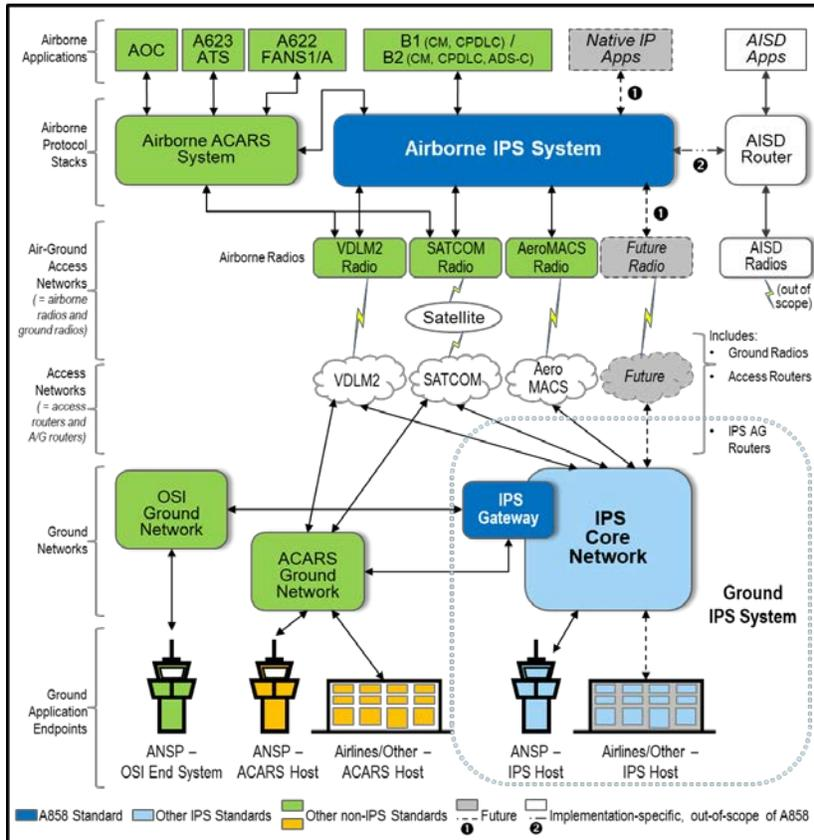 Airborne
Applications
AOC
A623
ATS
A622
FANS1/A
B1 (CM, CPDLC) /
B2 (CM, CPDLC, ADS-C)
Native IP
Apps
AISD
Apps
❶
Airborne
Protocol
Stacks
Airborne ACARS
System
Airborne IPS System
❷
AISD
Router
❶
Air-Ground
Access
Networks
(= airborne
radios and
ground radios)
Airborne Radios
VDLM2
Radio
SATCOM
Radio
AeroMACS
Radio
Future
Radio
AISD
Radios
(out of
scope)
Satellite
Includes:
• Ground Radios
• Access Routers
• IPS AG
Routers
Access
Networks
(= access
routers and
A/G routers)
VDLM2
SATCOM
Aero
MACS
Future
Ground
Networks
OSI
Ground
Network
ACARS
Ground
Network
IPS
Gateway
IPS
Core
Network
Ground
IPS System
Ground
Application
Endpoints
ANSP –
OSI End System
ANSP –
ACARS Host
Airlines/Other –
ACARS Host
ANSP –
IPS Host
Airlines/Other –
IPS Host
A858 Standard
Other IPS Standards
Other non-IPS Standards
Future
❶
Implementation-specific, out-of-scope of A858
❷